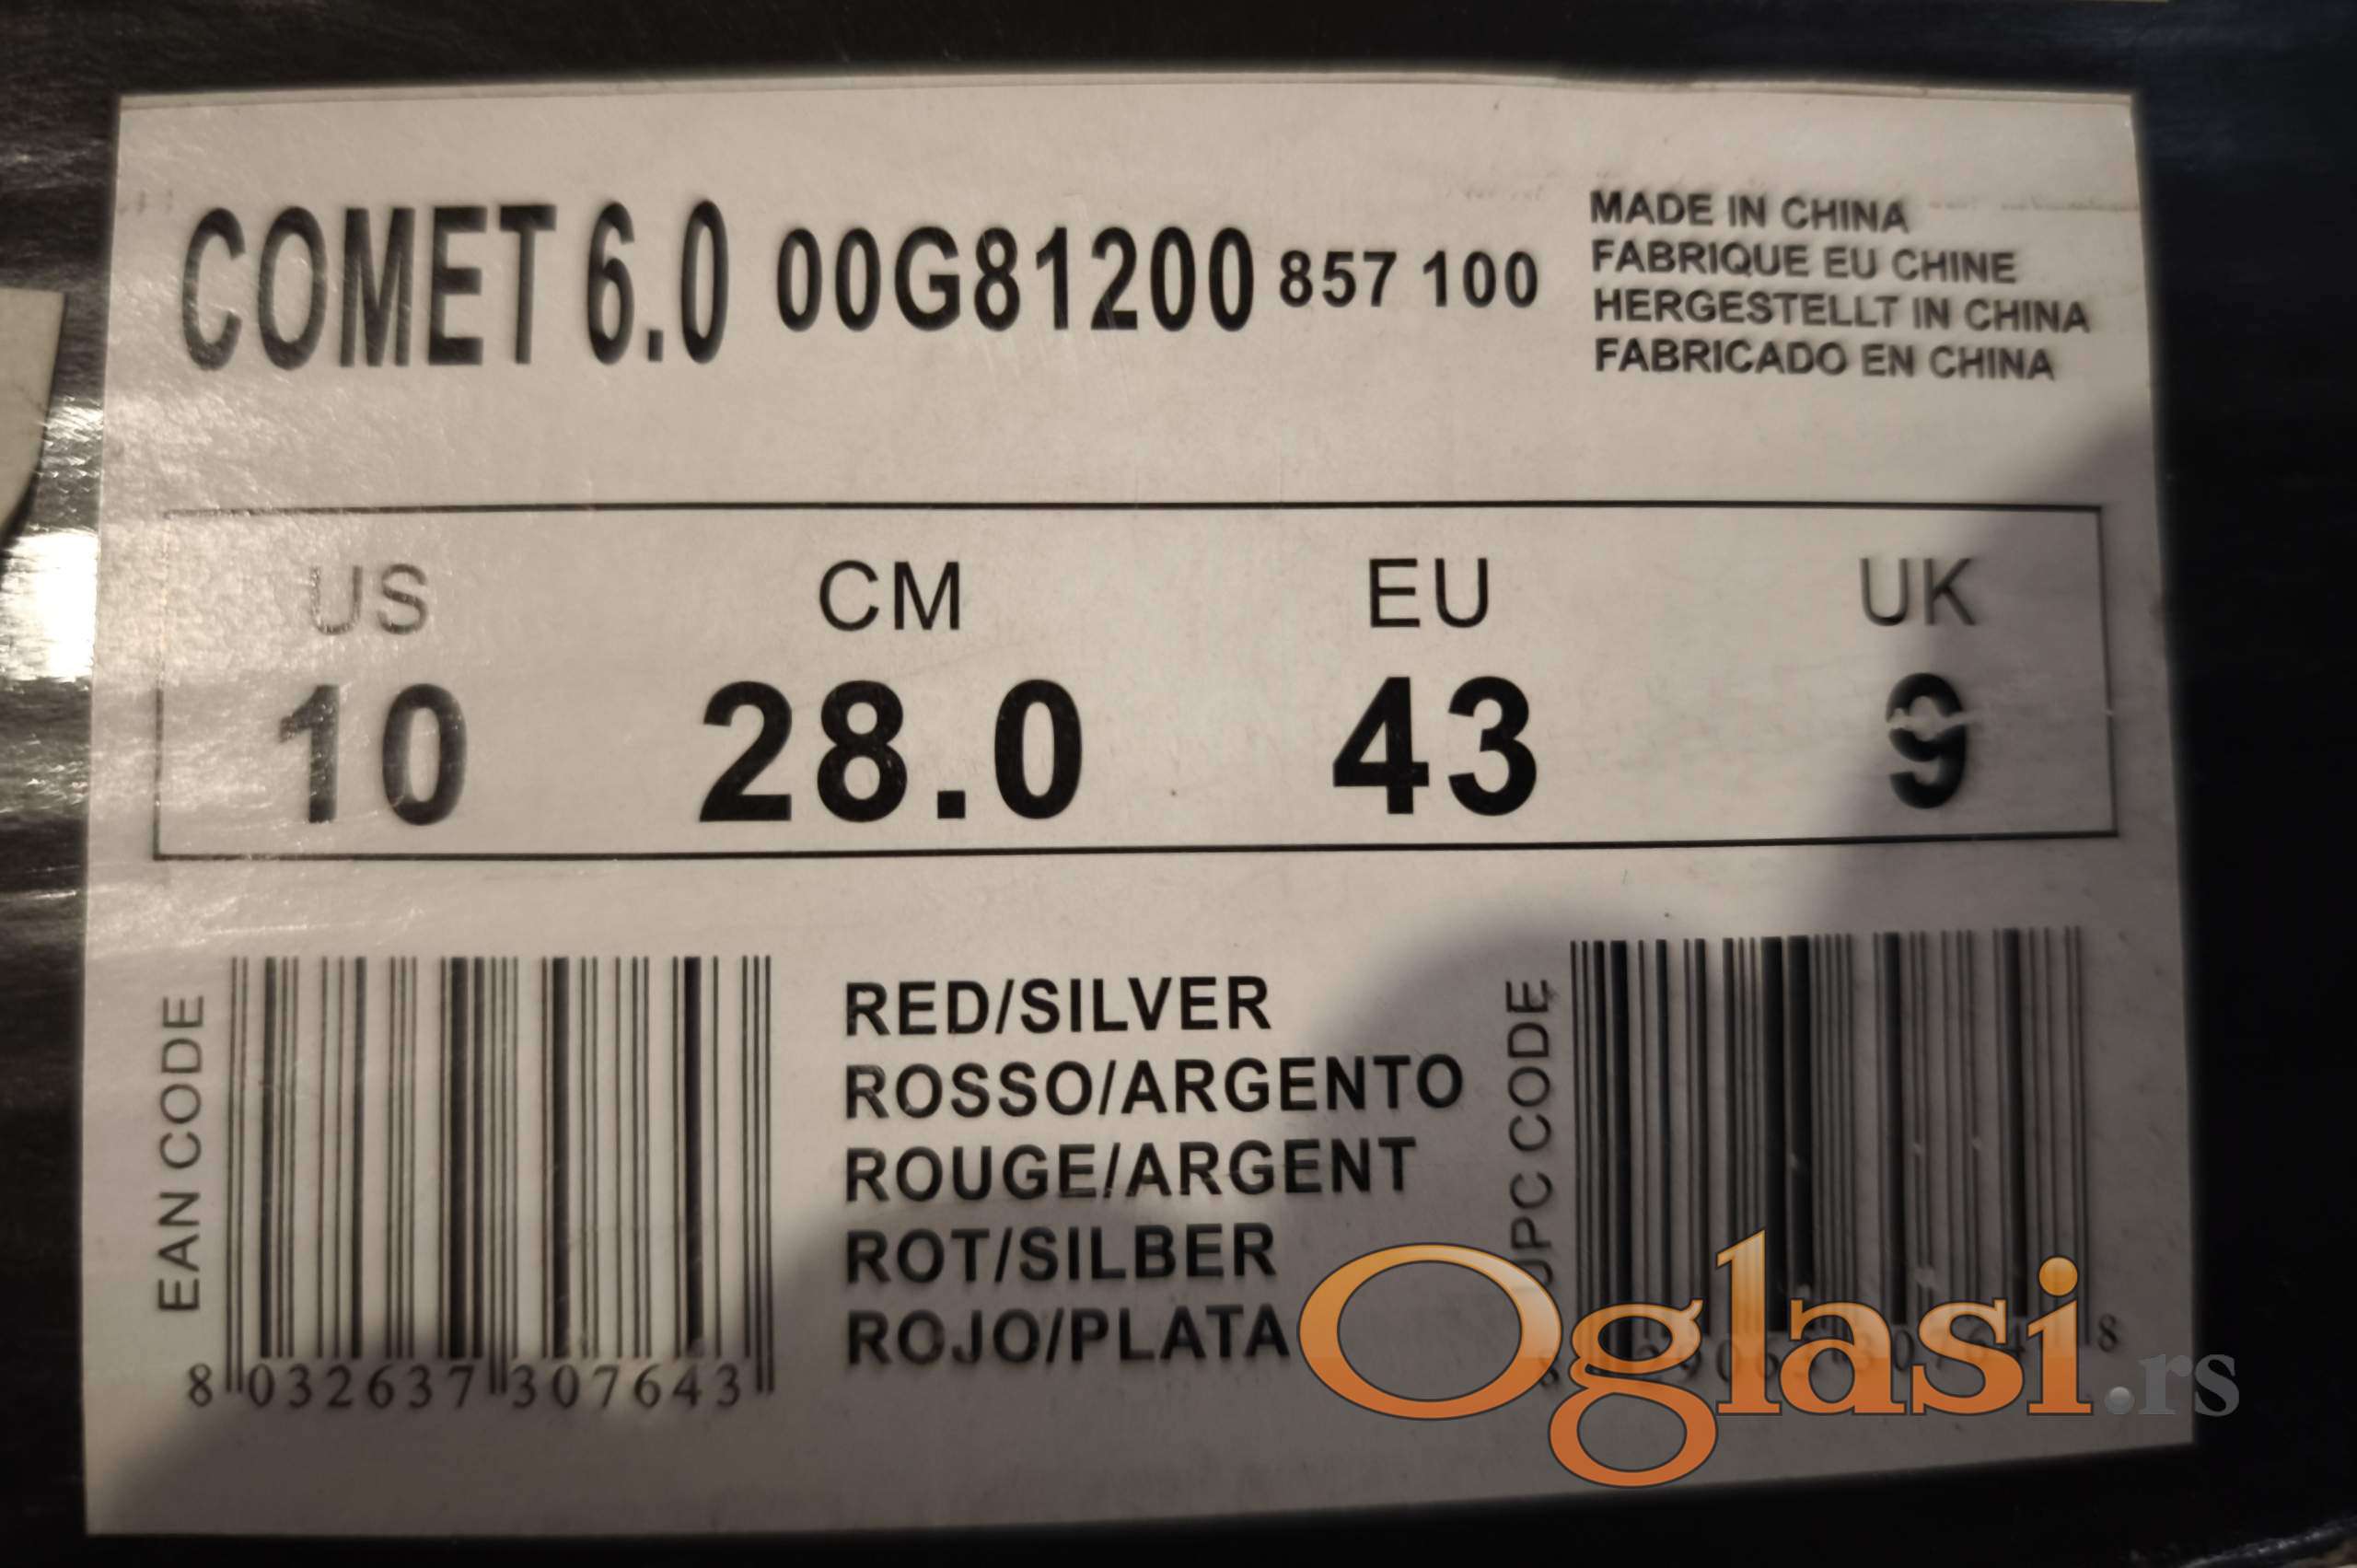 COMET 6.0 00G81200 857 100
MADE IN CHINA
FABRIQUE EU CHINE
HERGESTELLT IN CHINA
FABRICADO EN CHINA
US CM EU UK
10 28.0 43 9
EAN CODE
8 032637 307643
RED/SILVER
ROSSO/ARGENTO
ROUGE/ARGENT
ROT/SILBER
ROJO/PLATA
UPC CODE
Oglasi.rs